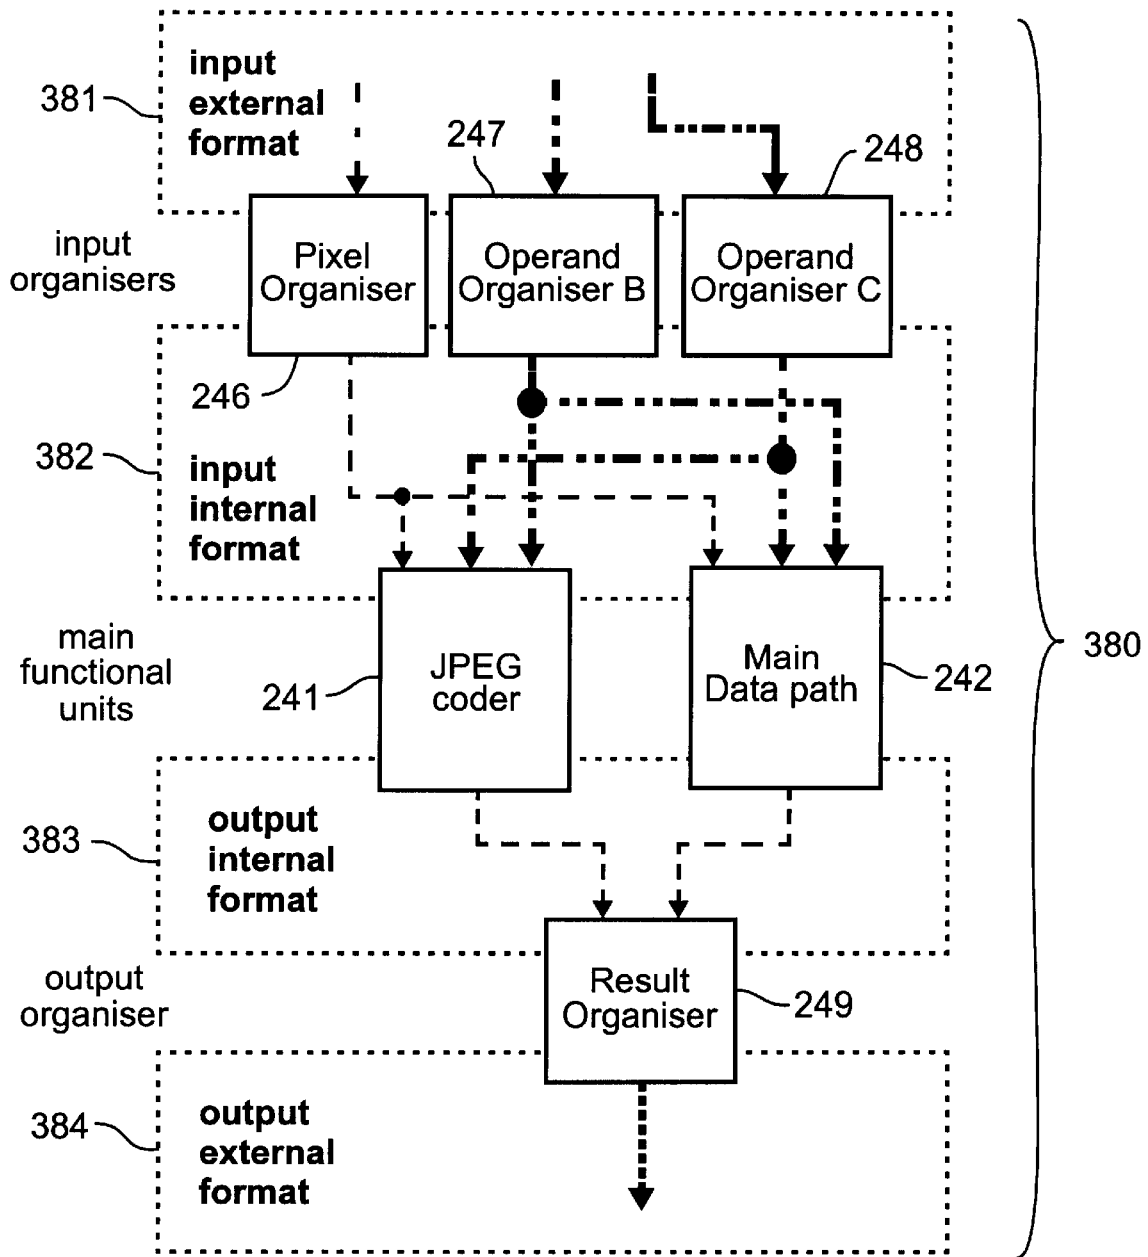 input
external
format
381
247
248
input
organisers
Pixel
Organiser
Operand
Organiser B
Operand
Organiser C
246
382
input
internal
format
main
functional
units
241
JPEG
coder
Main
Data path
242
380
383
output
internal
format
output
organiser
Result
Organiser
249
384
output
external
format